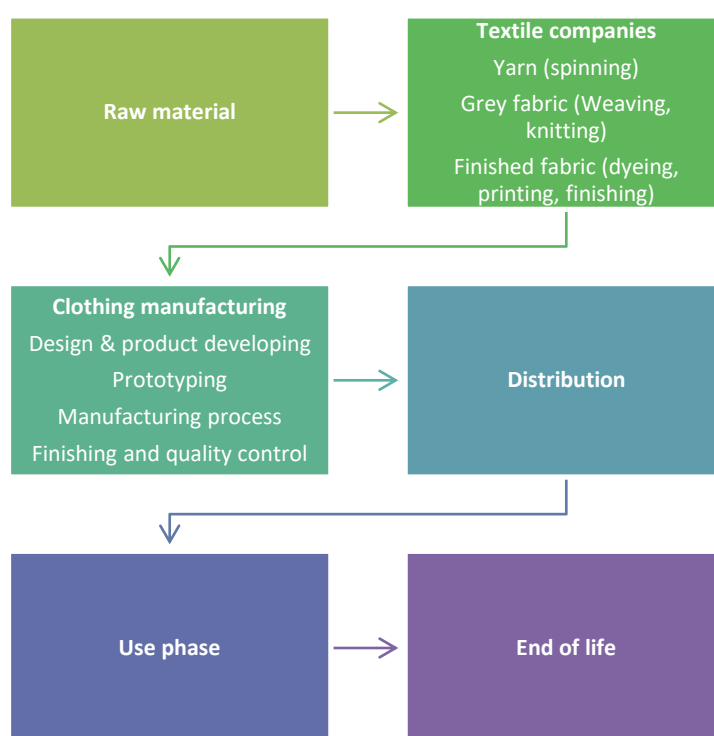 Raw material
Textile companies
Yarn (spinning)
Grey fabric (Weaving,
knitting)
Finished fabric (dyeing,
printing, finishing)
Clothing manufacturing
Design & product developing
Prototyping
Manufacturing process
Finishing and quality control
Distribution
Use phase
End of life